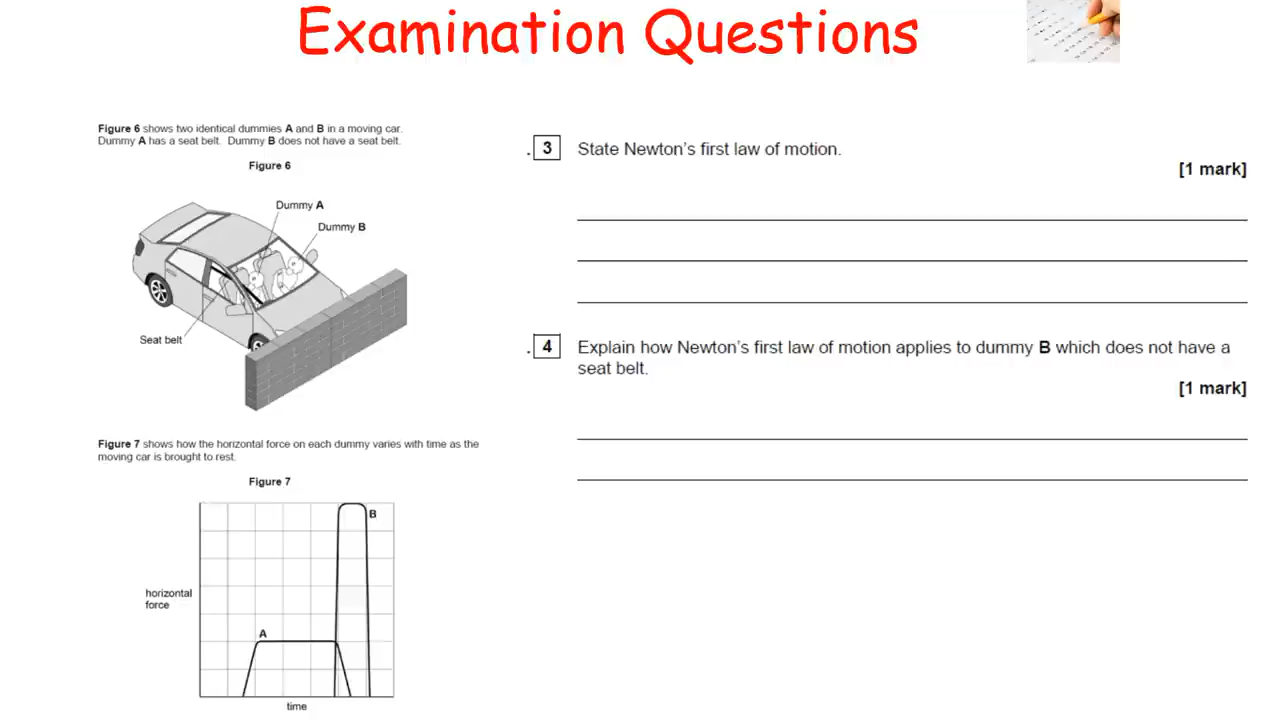 Examination Questions
Figure 6 shows two identical dummies A and B in a moving car.
Dummy A has a seat belt. Dummy B does not have a seat belt.
Figure 6
Dummy A
Dummy B
Seat belt
Figure 7 shows how the horizontal force on each dummy varies with time as the
moving car is brought to rest.
Figure 7
B
horizontal
force
A
time
. 3 State Newton's first law of motion.
[1 mark]
. 4 Explain how Newton's first law of motion applies to dummy B which does not have a
seat belt.
[1 mark]